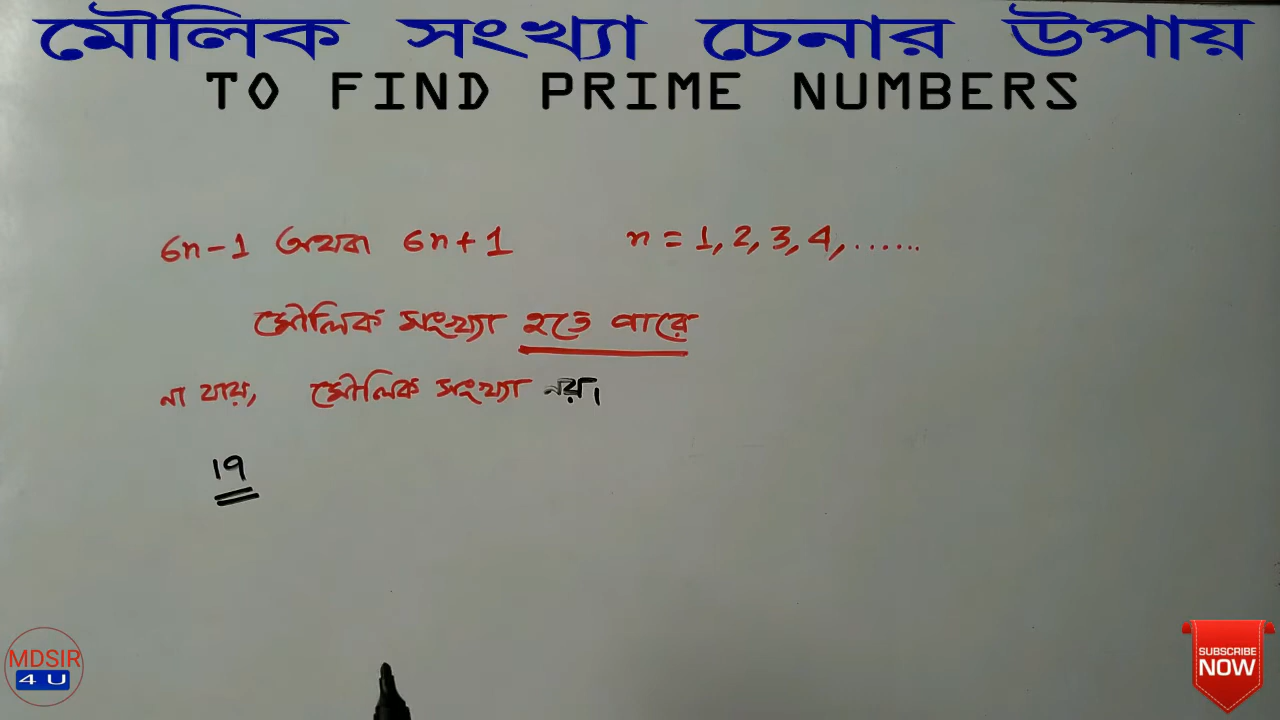 মৌলিক সংখ্যা চেনার উপায়
TO FIND PRIME NUMBERS
6n-1 অথবা 6n+1 n = 1, 2, 3, 4, ......
মৌলিক সংখ্যা হতে পারে
না যায়, মৌলিক সংখ্যা নয়।
19
MDSIR
4 U
SUBSCRIBE
NOW